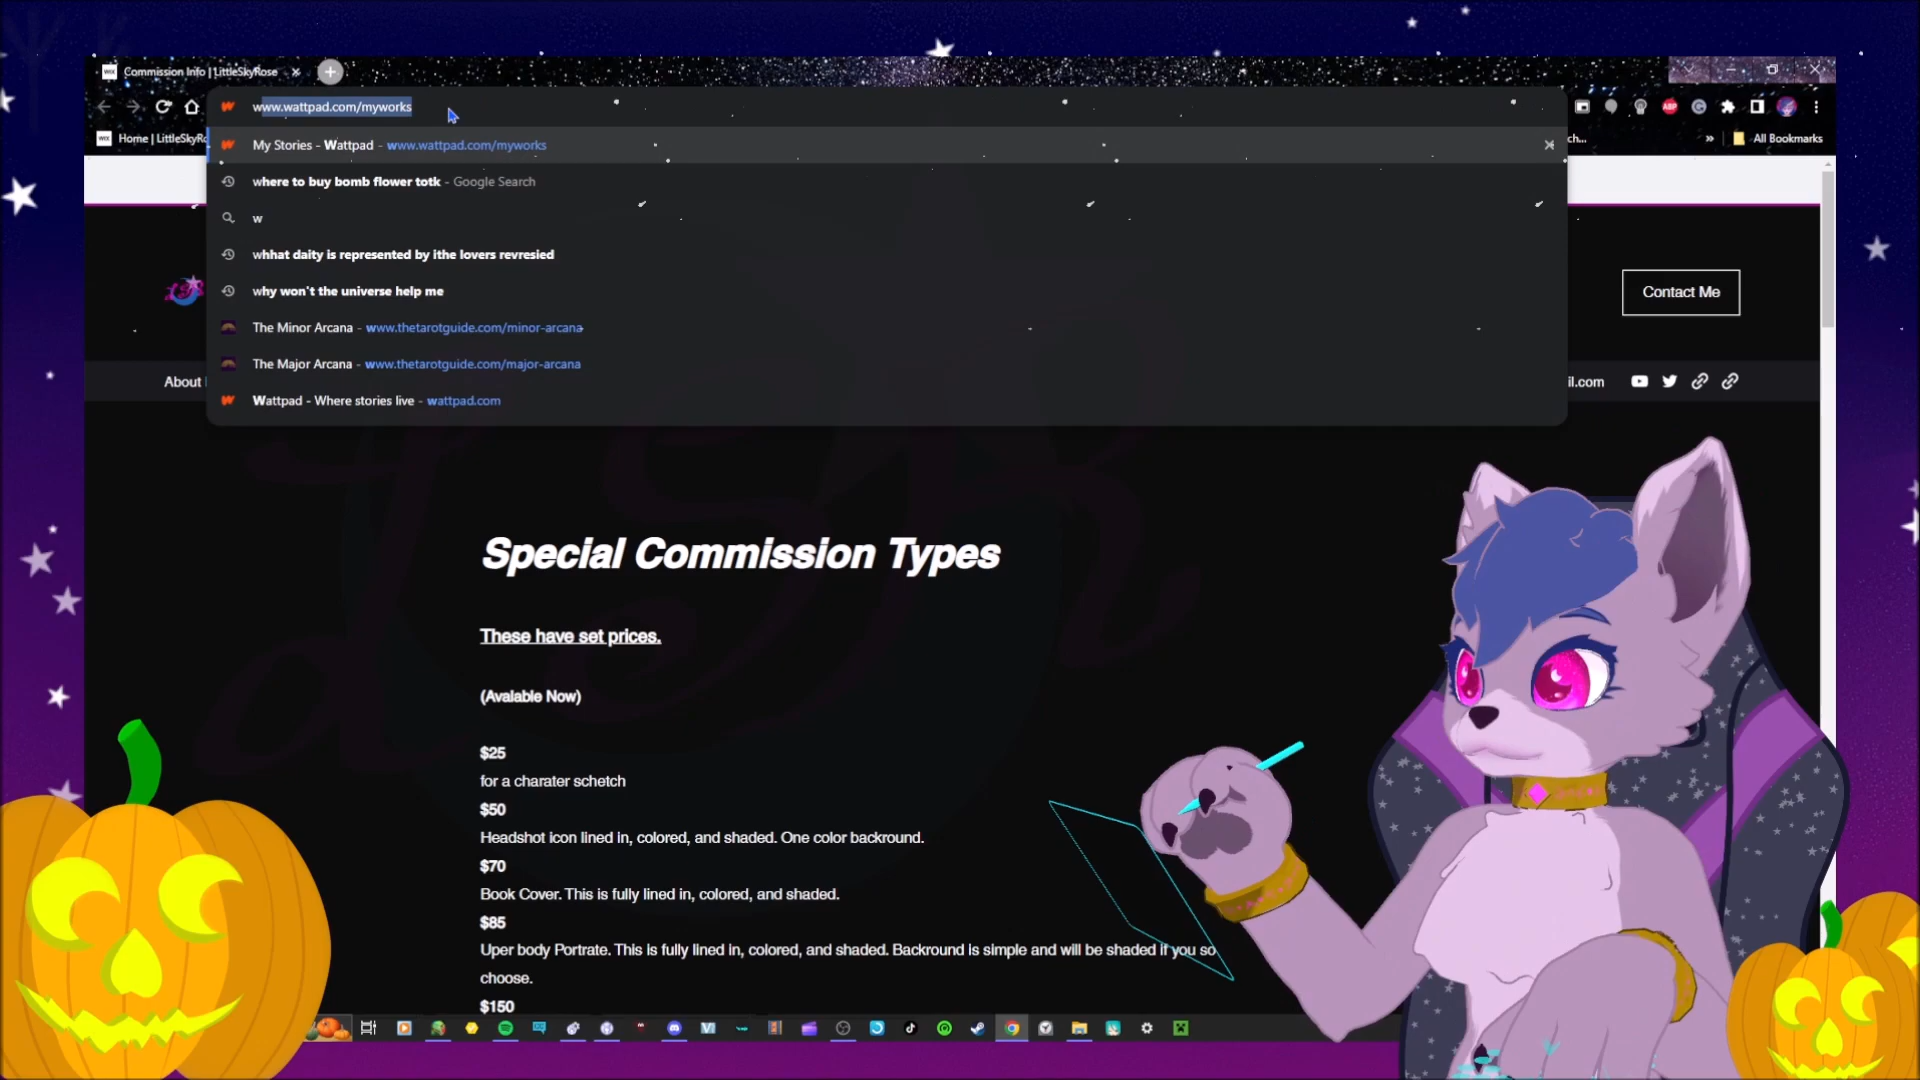 Commission Info | LittleSkyRose
www.wattpad.com/myworks
Home | LittleSkyRo
ch...
»
All Bookmarks
My Stories - Wattpad - www.wattpad.com/myworks
where to buy bomb flower totk - Google Search
w
whhat daity is represented by ithe lovers revresied
why won't the universe help me
The Minor Arcana - www.thetarotguide.com/minor-arcana
The Major Arcana - www.thetarotguide.com/major-arcana
Wattpad - Where stories live - wattpad.com
Contact Me
About
il.com
Special Commission Types
These have set prices.
(Avalable Now)
$25
for a charater schetch
$50
Headshot icon lined in, colored, and shaded. One color backround.
$70
Book Cover. This is fully lined in, colored, and shaded.
$85
Uper body Portrate. This is fully lined in, colored, and shaded. Backround is simple and will be shaded if you so
choose.
$150